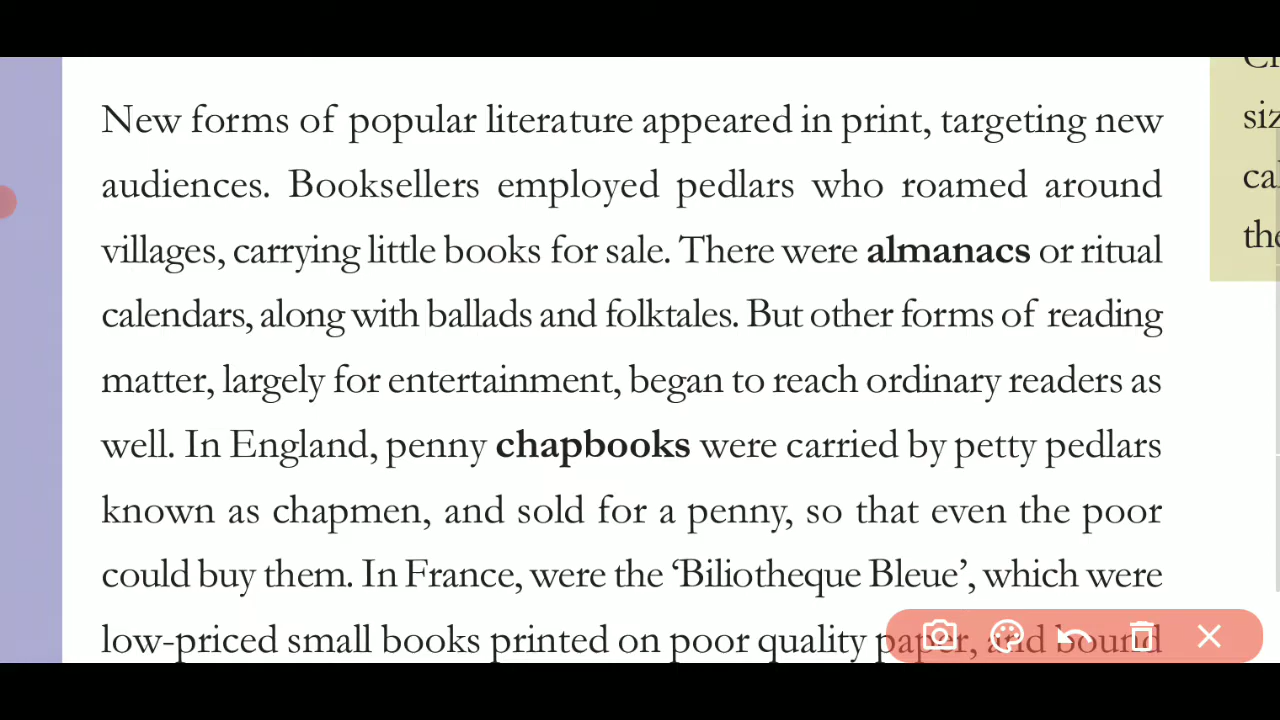 New forms of popular literature appeared in print, targeting new
audiences. Booksellers employed pedlars who roamed around
villages, carrying little books for sale. There were almanacs or ritual
calendars, along with ballads and folktales. But other forms of reading
matter, largely for entertainment, began to reach ordinary readers as
well. In England, penny chapbooks were carried by petty pedlars
known as chapmen, and sold for a penny, so that even the poor
could buy them. In France, were the ‘Biliotheque Bleue’, which were
low-priced small books printed on poor quality paper, and bound